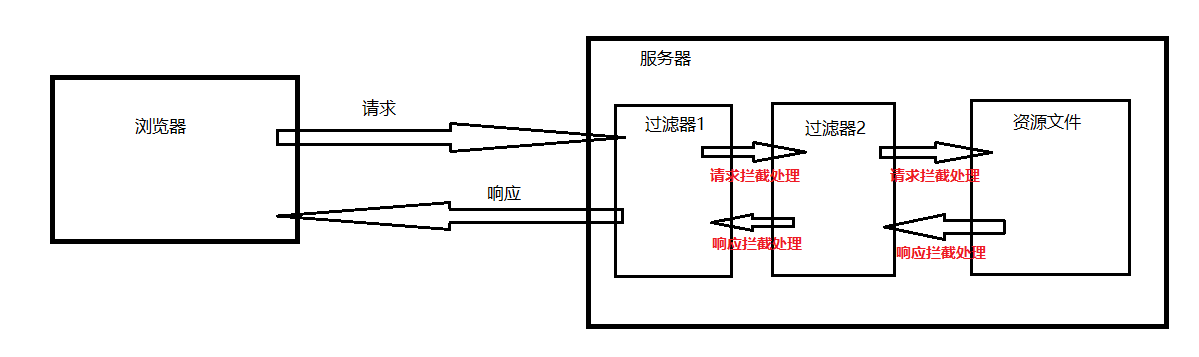 服务器
浏览器
请求
过滤器1
过滤器2
资源文件
请求拦截处理
请求拦截处理
响应
响应拦截处理
响应拦截处理